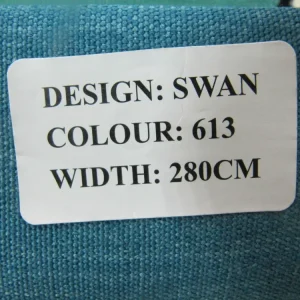 DESIGN: SWAN
COLOUR: 613
WIDTH: 280CM